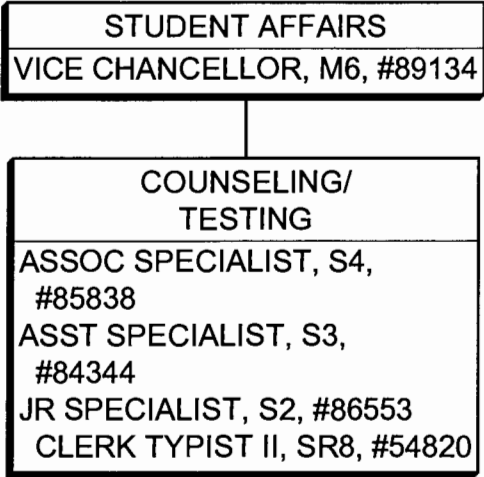 STUDENT AFFAIRS
VICE CHANCELLOR, M6, #89134
COUNSELING/
TESTING
ASSOC SPECIALIST, S4,
#85838
ASST SPECIALIST, S3,
#84344
JR SPECIALIST, S2, #86553
CLERK TYPIST II, SR8, #54820